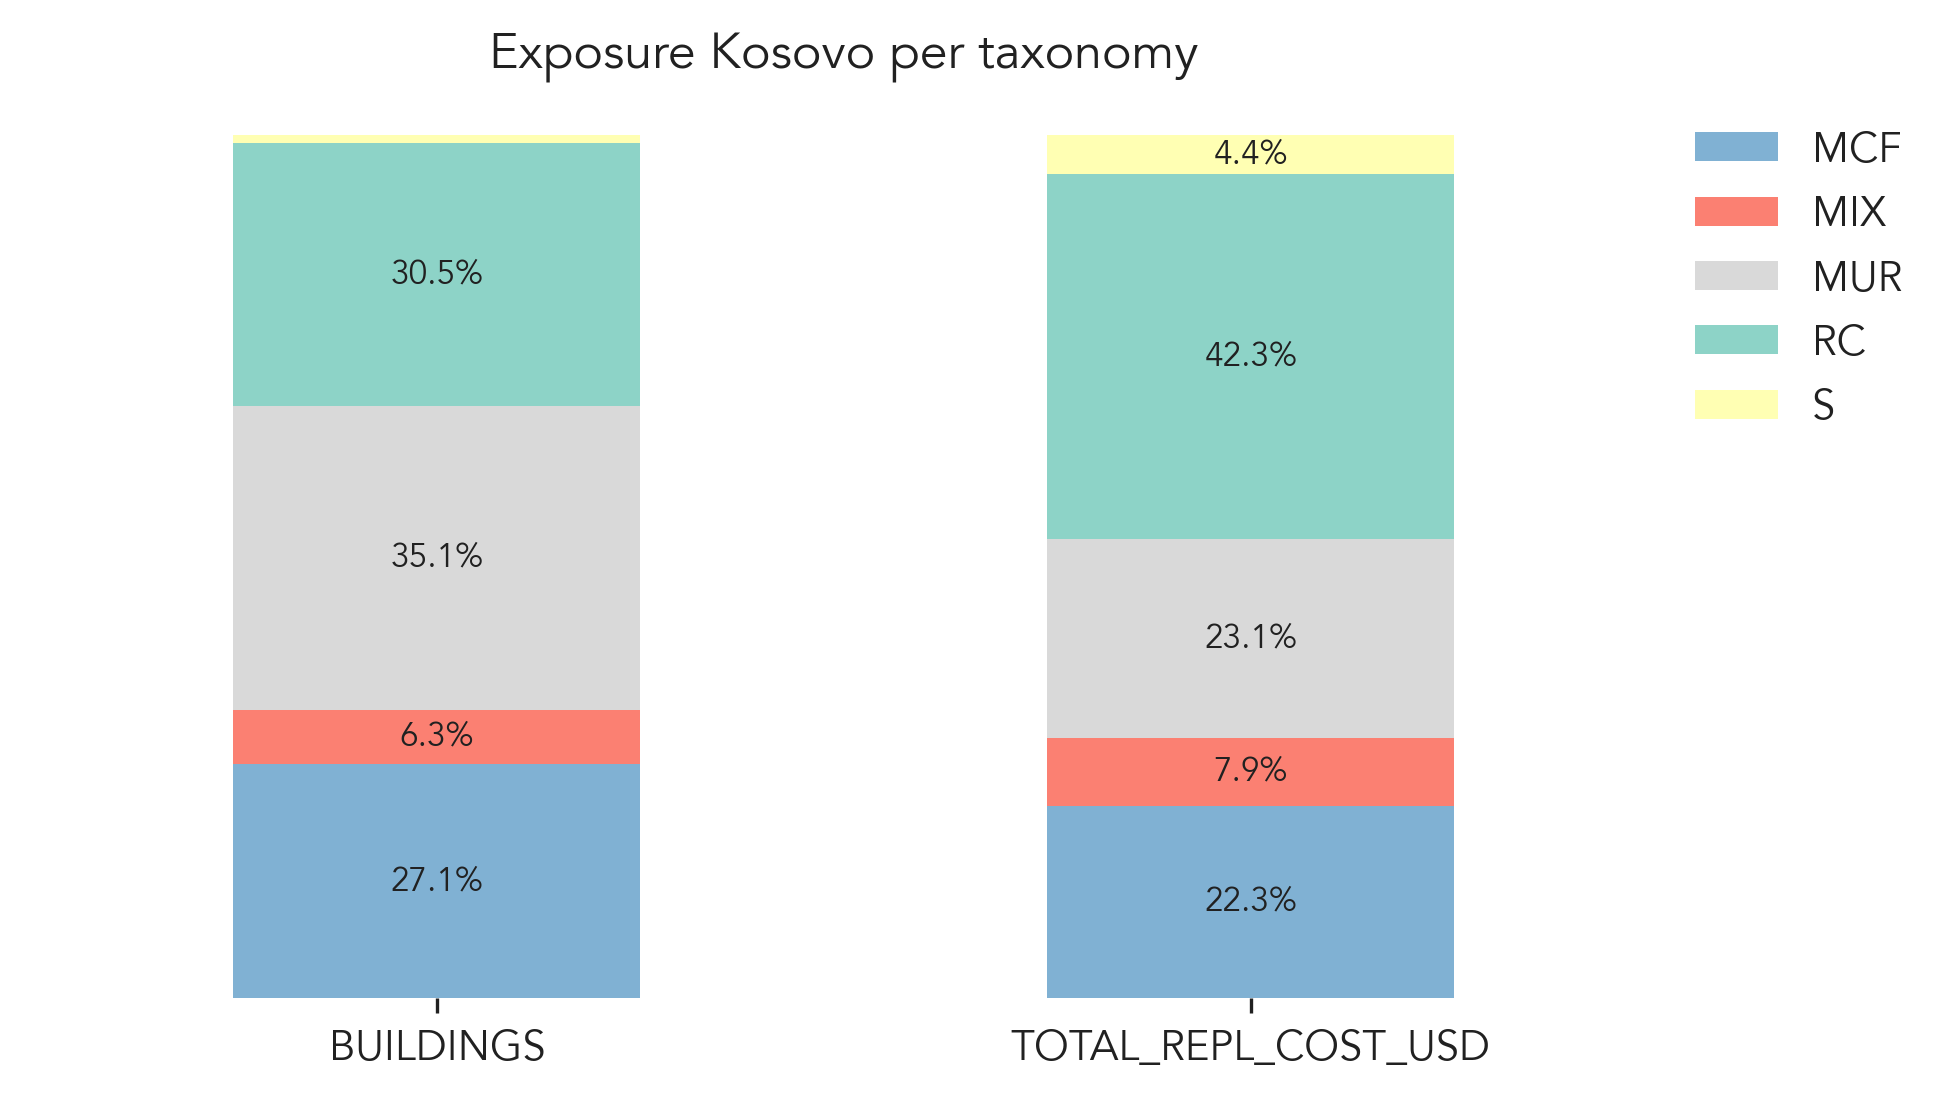 Exposure Kosovo per taxonomy
MCF
MIX
MUR
RC
S
30.5%
35.1%
6.3%
27.1%
4.4%
42.3%
23.1%
7.9%
22.3%
BUILDINGS
TOTAL_REPL_COST_USD